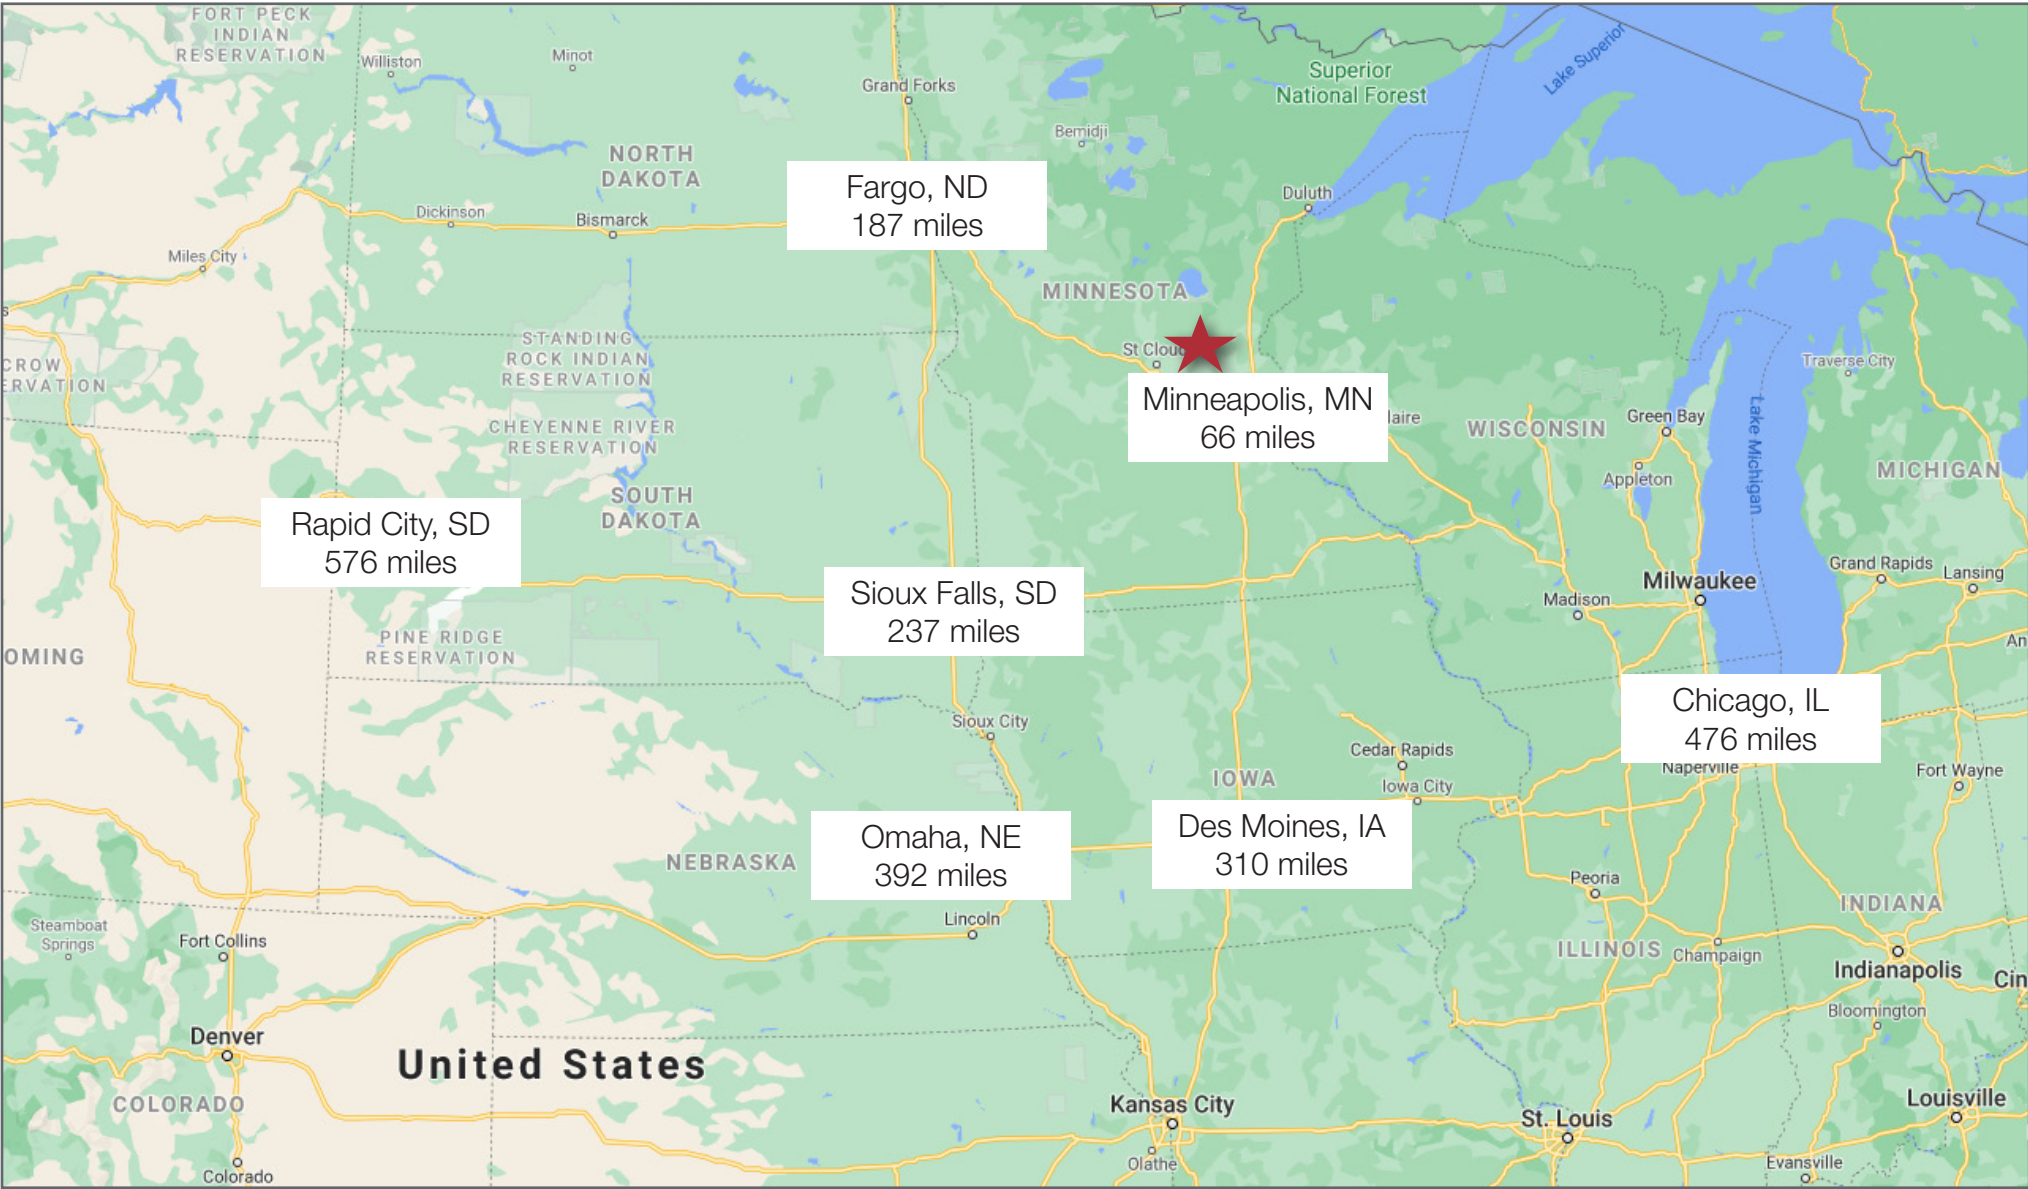 FORT PECK
INDIAN
RESERVATION
Williston
Minot
Grand Forks
Superior
National Forest
Lake Superior
Bemidji
NORTH
DAKOTA
Fargo, ND
187 miles
Duluth
Dickinson
Bismarck
Miles City
MINNESOTA
STANDING
ROCK INDIAN
RESERVATION
St Clou
CROW
ERVATION
Traverse City
Minneapolis, MN
66 miles
laire
WISCONSIN
Green Bay
Lake Michigan
CHEYENNE RIVER
RESERVATION
Appleton
MICHIGAN
SOUTH
DAKOTA
Rapid City, SD
576 miles
Sioux Falls, SD
237 miles
Milwaukee
Madison
Grand Rapids
Lansing
PINE RIDGE
RESERVATION
OMING
An
Chicago, IL
476 miles
Naperville
Sioux City
Cedar Rapids
Iowa City
IOWA
Fort Wayne
Omaha, NE
392 miles
Des Moines, IA
310 miles
NEBRASKA
Peoria
Lincoln
INDIANA
ILLINOIS
Champaign
Steamboat
Springs
Fort Collins
Indianapolis
Cin
Bloomington
Denver
United States
COLORADO
Kansas City
Olathe
St. Louis
Louisville
Evansville
Colorado
s